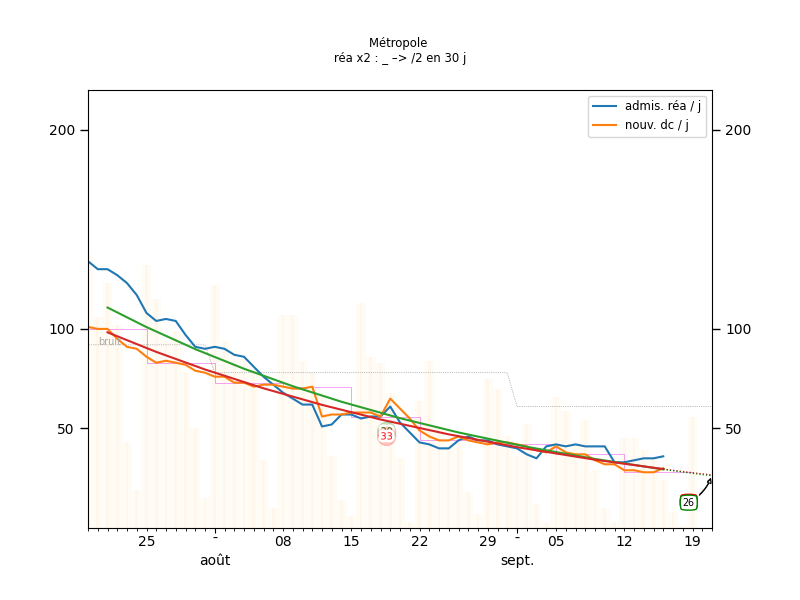 Métropole
réa x2 : _ –> /2 en 30 j
admis. réa / j
nouv. dc / j
200
200
100
100
bruit
50
50
33
26
25
-
08
15
22
29
-
05
12
19
août
sept.